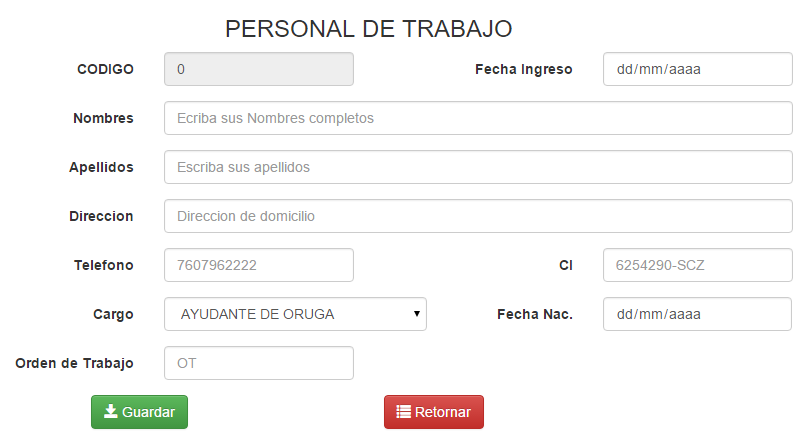 PERSONAL DE TRABAJO
CODIGO 0 Fecha Ingreso dd/mm/aaaa
Nombres Ecriba sus Nombres completos
Apellidos Escriba sus apellidos
Direccion Direccion de domicilio
Telefono 7607962222 CI 6254290-SCZ
Cargo AYUDANTE DE ORUGA Fecha Nac. dd/mm/aaaa
Orden de Trabajo OT
Guardar Retornar